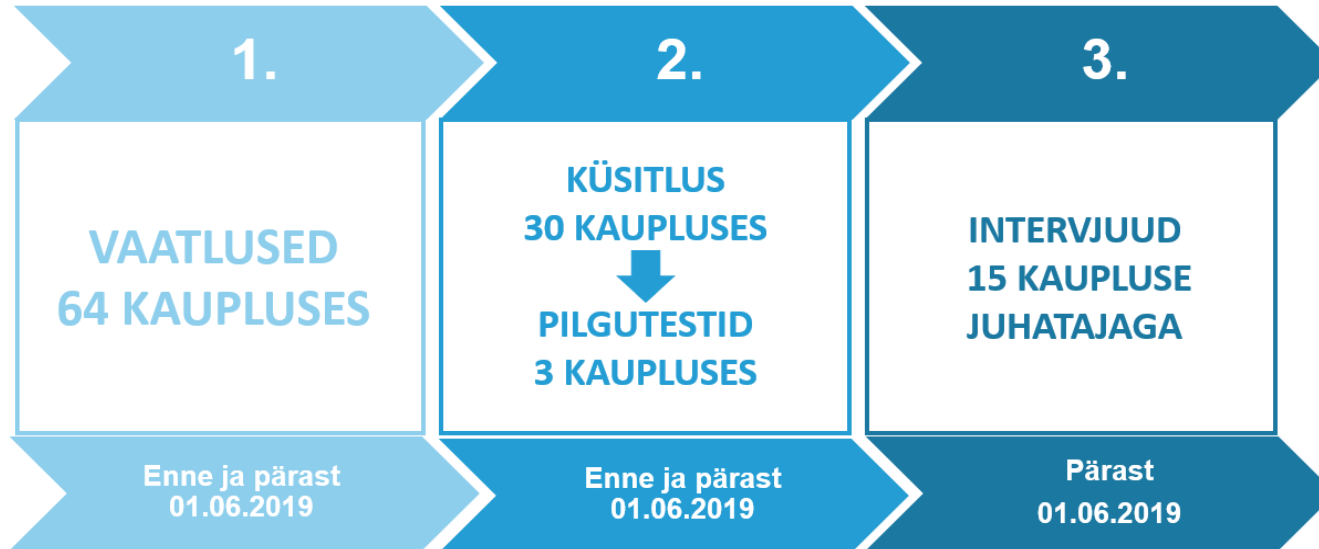 1.
VAATLUSED
64 KAUPLUSES
Enne ja pärast
01.06.2019
2.
KÜSITLUS
30 KAUPLUSES
PILGUTESTID
3 KAUPLUSES
Enne ja pärast
01.06.2019
3.
INTERVJUUD
15 KAUPLUSE
JUHATAJAGA
Pärast
01.06.2019